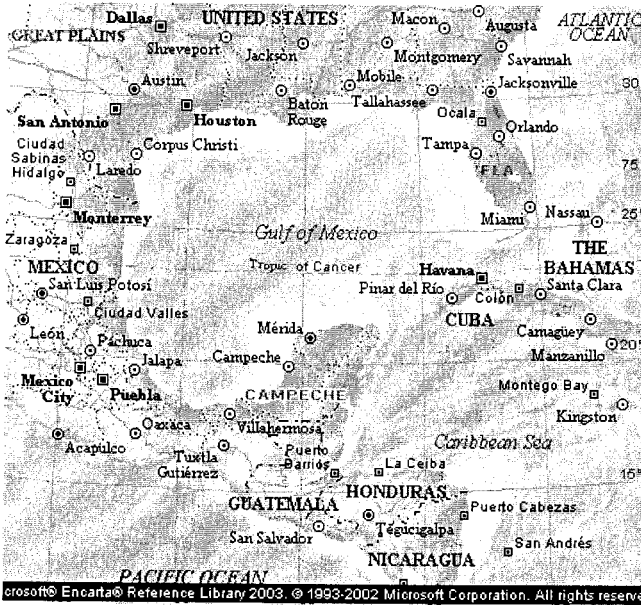 Dallas
UNITED STATES
Macon
Augusta
ATLANTIC
OCEAN
GREAT PLAINS
Shreveport
Jackson
Montgomery
Savannah
Austin
Mobile
Jacksonville
Baton
Rouge
Tallahassee
30
San Antonio
Houston
Ocala
Orlando
Ciudad
Sabinas
Hidalgo
Corpus Christi
Tampa
Laredo
FLA
75
Monterrey
Miami
Nassau
25°
Gulf of Mexico
Zaragoza
THE
BAHAMAS
MEXICO
Tropic of Cancer
Havana
San Luis Potosí
Pinar del Río
Colón
Santa Clara
Ciudad Valles
CUBA
León
Mérida
Camagüey
Pachuca
Campeche
Manzanillo
20°
Jalapa
Mexico
City
Puebla
CAMPECHE
Montego Bay
Kingston
Acapulco
Oaxaca
Villahermosa
Caribbean Sea
Tuxtla
Gutiérrez
Puerto
Barrios
La Ceiba
15°
GUATEMALA
HONDURAS
Puerto Cabezas
San Salvador
Tegucigalpa
San Andrés
NICARAGUA
PACIFIC OCEAN
crosoft® Encarta® Reference Library 2003. © 1993-2002 Microsoft Corporation. All rights reserve